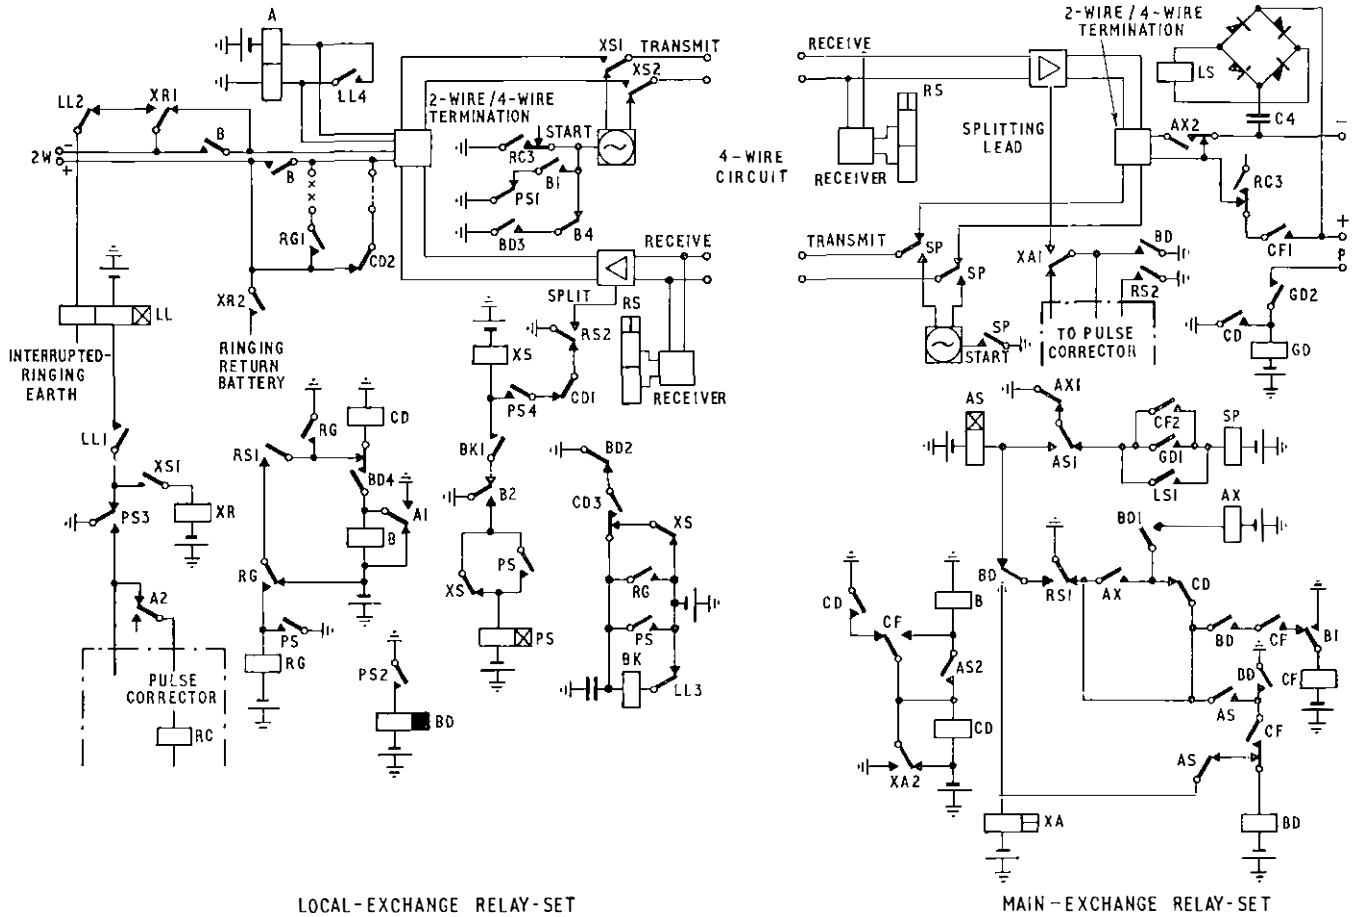 A
XS1
TRANSMIT
XS2
LL2
XR1
LL4
2-WIRE/4-WIRE
TERMINATION
START
B
2W
-
+
B
RC3
B1
PS1
BD3
B4
RG1
CD2
RECEIVE
XR2
SPLIT
RS
RS2
LL
XS
INTERRUPTED-
RINGING
EARTH
RINGING
RETURN
BATTERY
PS4
CD1
RECEIVER
RG
CD
LL1
RS1
BK1
BD2
XS1
BD4
B2
CD3
XR
PS3
A1
B
XS
RG
PS
XS
RG
A2
PS
PS
PS
RG
BK
LL3
PULSE
CORRECTOR
PS2
RC
BD
LOCAL-EXCHANGE RELAY-SET
2-WIRE/4-WIRE
TERMINATION
RECEIVE
LS
RS
C4
SPLITTING
LEAD
AX2
-
4-WIRE
CIRCUIT
RECEIVER
RC3
+
TRANSMIT
SP
BD
CF1
P
XA1
SP
RS2
GD2
SP
START
TO PULSE
CORRECTOR
CD
GD
AX1
AS
CF2
SP
AS1
GD1
LS1
AX
BD1
BD
RS1
AX
CD
CD
B
CF
BD
CF
B1
AS2
BD
CF
AS
CD
CF
AS
XA2
XA
BD
MAIN-EXCHANGE RELAY-SET